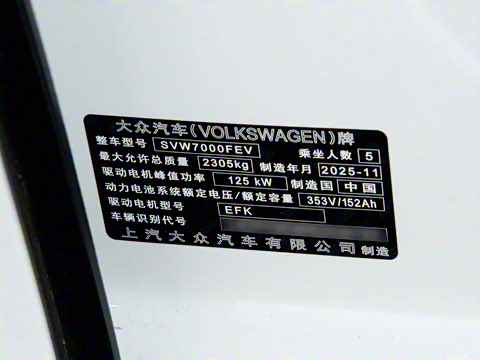 大众汽车(VOLKSWAGEN)牌
整车型号 SVW7000FEV 乘坐人数 5
最大允许总质量 2305kg 制造年月 2025-11
驱动电机峰值功率 125 kW 制造国 中国
动力电池系统额定电压/额定容量 353V/152Ah
驱动电机型号 EFK
车辆识别代号
上汽大众汽车有限公司 制造